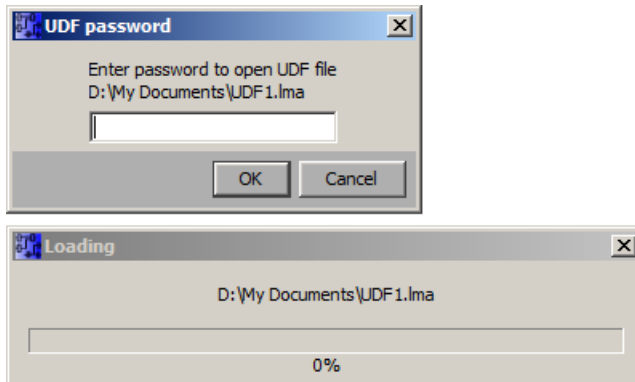 UDF password
Enter password to open UDF file
D:\My Documents\UDF1.lma
OK Cancel
Loading
D:\My Documents\UDF1.lma
0%